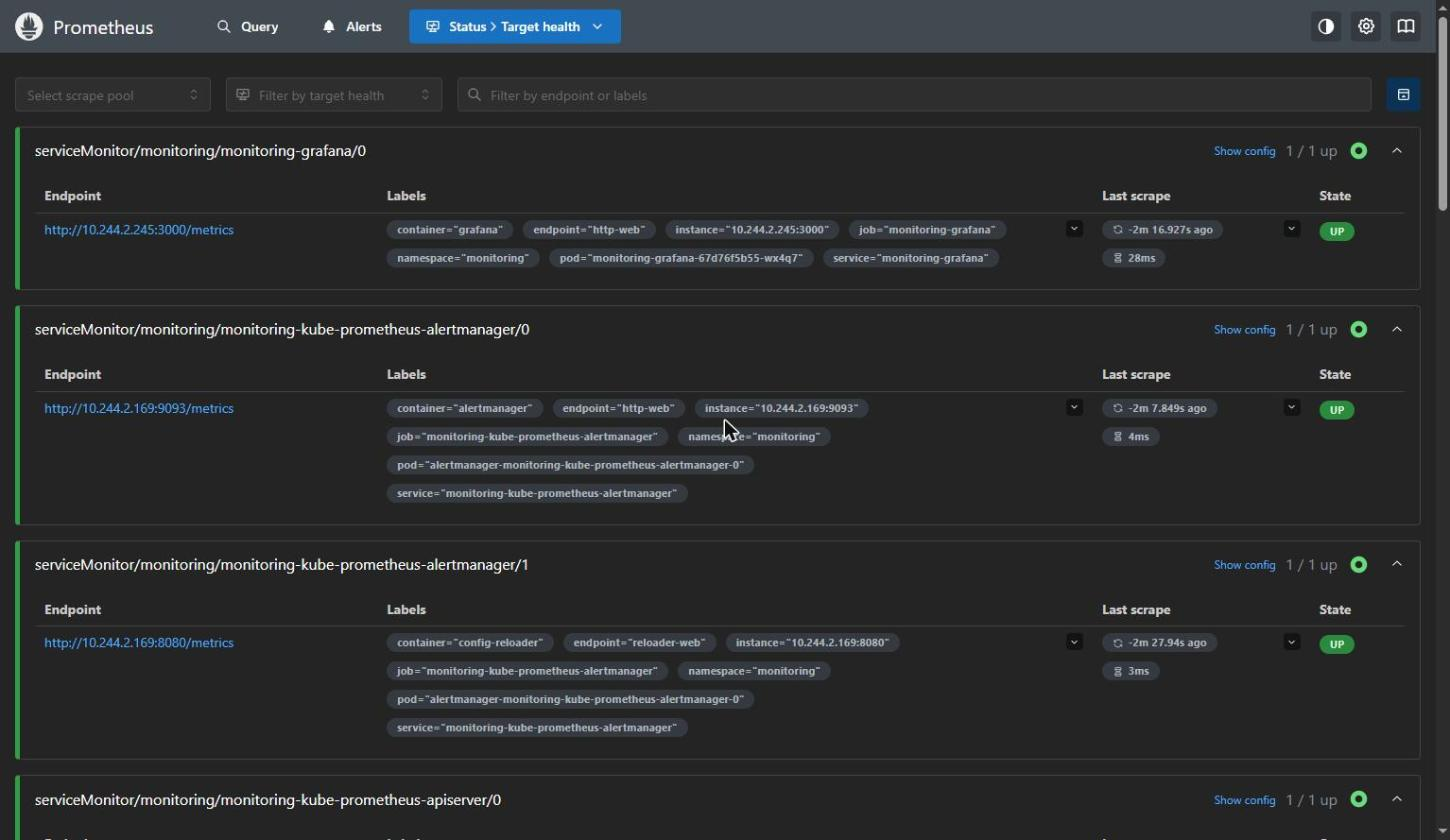 Prometheus Query Alerts Status > Target health
Select scrape pool Filter by target health Filter by endpoint or labels
serviceMonitor/monitoring/monitoring-grafana/0 Show config 1 / 1 up
Endpoint Labels Last scrape State
http://10.244.2.245:3000/metrics container="grafana" endpoint="http-web" instance="10.244.2.245:3000" job="monitoring-grafana" -2m 16.927s ago UP
namespace="monitoring" pod="monitoring-grafana-67d76f5b55-wx4q7" service="monitoring-grafana" 28ms
serviceMonitor/monitoring/monitoring-kube-prometheus-alertmanager/0 Show config 1 / 1 up
Endpoint Labels Last scrape State
http://10.244.2.169:9093/metrics container="alertmanager" endpoint="http-web" instance="10.244.2.169:9093" -2m 7.849s ago UP
job="monitoring-kube-prometheus-alertmanager" namespace="monitoring" 4ms
pod="alertmanager-monitoring-kube-prometheus-alertmanager-0"
service="monitoring-kube-prometheus-alertmanager"
serviceMonitor/monitoring/monitoring-kube-prometheus-alertmanager/1 Show config 1 / 1 up
Endpoint Labels Last scrape State
http://10.244.2.169:8080/metrics container="config-reloader" endpoint="reloader-web" instance="10.244.2.169:8080" -2m 27.94s ago UP
job="monitoring-kube-prometheus-alertmanager" namespace="monitoring" 3ms
pod="alertmanager-monitoring-kube-prometheus-alertmanager-0"
service="monitoring-kube-prometheus-alertmanager"
serviceMonitor/monitoring/monitoring-kube-prometheus-apiserver/0 Show config 1 / 1 up